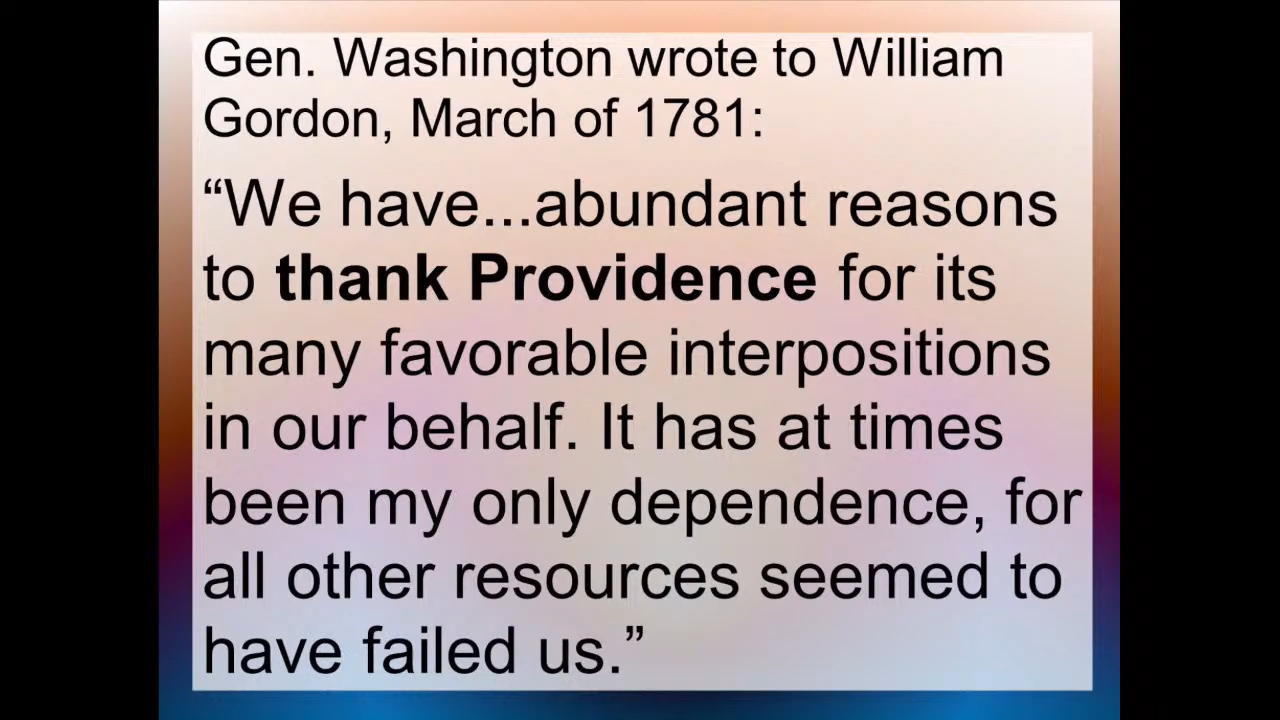 Gen. Washington wrote to William
Gordon, March of 1781:
“We have...abundant reasons
to thank Providence for its
many favorable interpositions
in our behalf. It has at times
been my only dependence, for
all other resources seemed to
have failed us.”